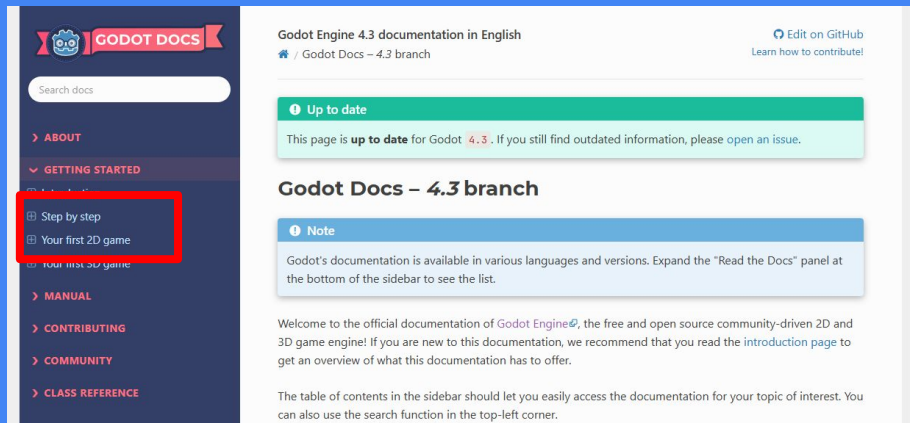 GODOT DOCS
Search docs
ABOUT
GETTING STARTED
Step by step
Your first 2D game
Your first 3D game
MANUAL
CONTRIBUTING
COMMUNITY
CLASS REFERENCE
Godot Engine 4.3 documentation in English
/ Godot Docs – 4.3 branch
Edit on GitHub
Learn how to contribute!
Up to date
This page is up to date for Godot 4.3. If you still find outdated information, please open an issue.
Godot Docs – 4.3 branch
Note
Godot's documentation is available in various languages and versions. Expand the "Read the Docs" panel at
the bottom of the sidebar to see the list.
Welcome to the official documentation of Godot Engine, the free and open source community-driven 2D and
3D game engine! If you are new to this documentation, we recommend that you read the introduction page to
get an overview of what this documentation has to offer.
The table of contents in the sidebar should let you easily access the documentation for your topic of interest. You
can also use the search function in the top-left corner.